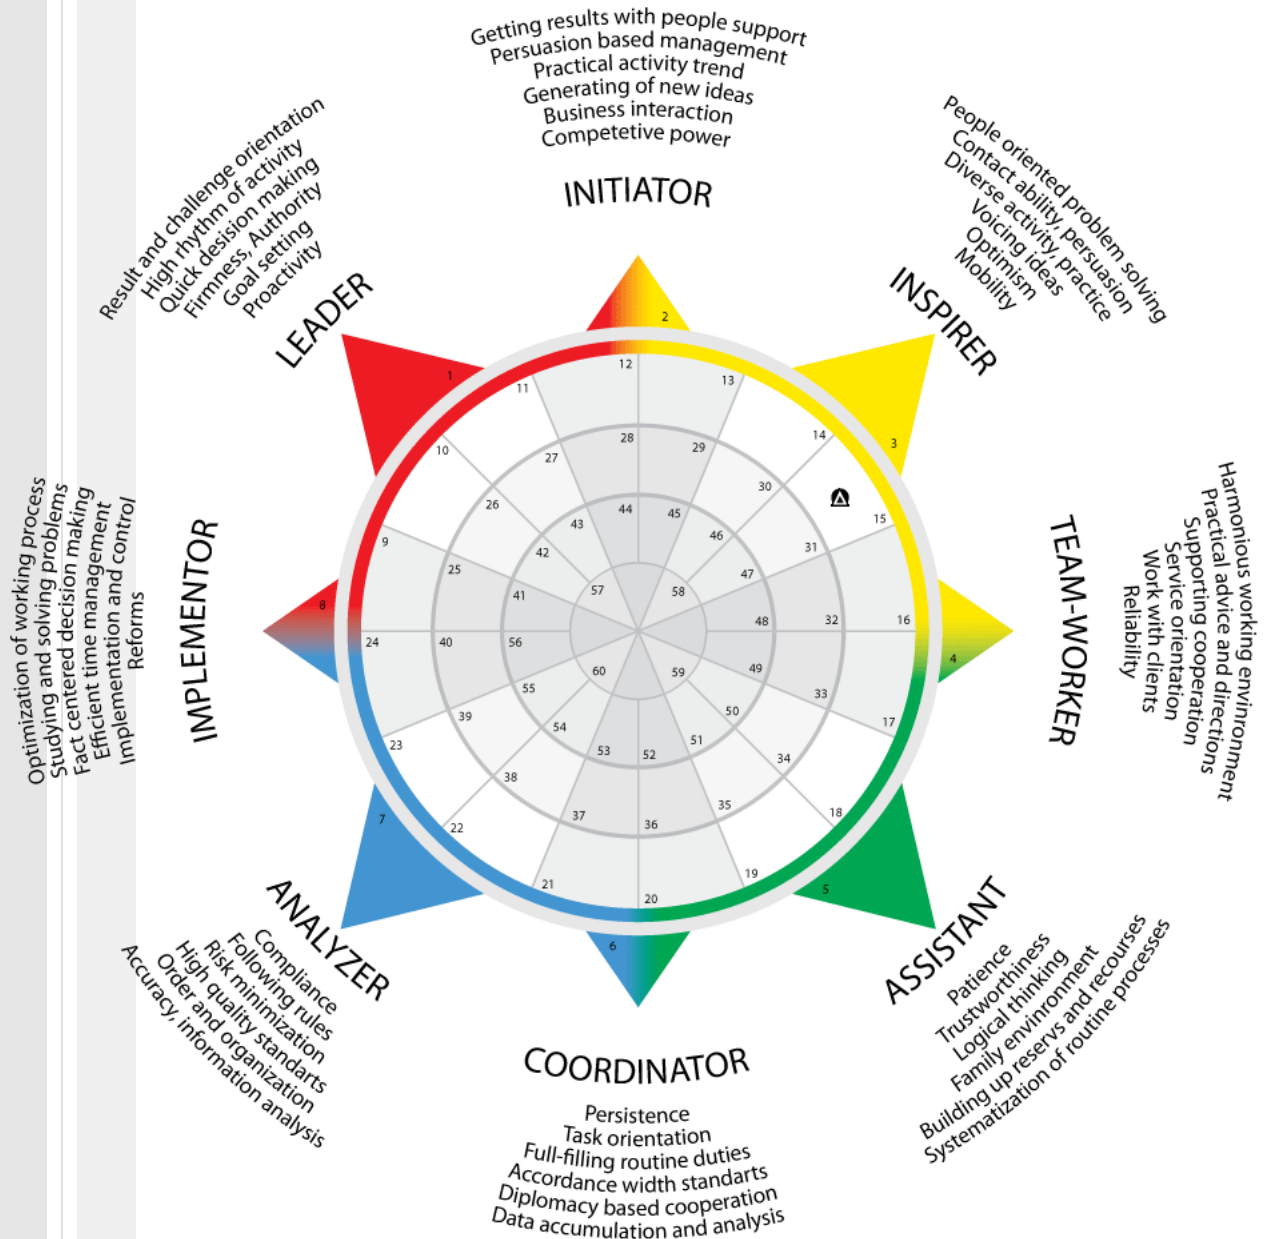 Getting results with people support
Persuasion based management
Practical activity trend
Generating of new ideas
Business interaction
Competetive power
INITIATOR
Result and challenge orientation
High rhythm of activity
Quick desision making
Firmness, Authority
Goal setting
Proactivity
LEADER
People oriented problem solving
Contact ability, persuasion
Diverse activity, practice
Voicing ideas
Optimism
Mobility
INSPIRER
Optimization of working process
Studying and solving problems
Fact centered decision making
Efficient time management
Implementation and control
Reforms
IMPLEMENTOR
Harmonious working envinronment
Practical advice and directions
Supporting cooperation
Service orientation
Work with clients
Reliability
TEAM-WORKER
1
2
3
4
5
6
7
8
9
10
11
12
13
14
15
16
17
18
19
20
21
22
23
24
25
26
27
28
29
30
31
32
33
34
35
36
37
38
39
40
41
42
43
44
45
46
47
48
49
50
51
52
53
54
55
56
57
58
59
60
ANALYZER
Compliance
Following rules
Risk minimization
High quality standarts
Order and organization
Accuracy, information analysis
ASSISTANT
Patience
Trustworthiness
Logical thinking
Family envinronment
Building up reservs and recourses
Systematization of routine processes
COORDINATOR
Persistence
Task orientation
Full-filling routine duties
Accordance width standarts
Diplomacy based cooperation
Data accumulation and analysis